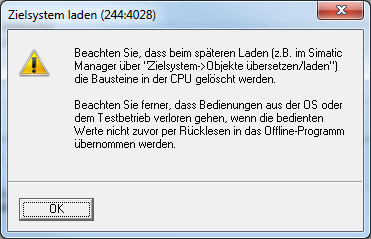 Zielsystem laden (244:4028)
Beachten Sie, dass beim späteren Laden (z.B. im Simatic
Manager über "Zielsystem->Objekte übersetzen/laden")
die Bausteine in der CPU gelöscht werden.
Beachten Sie ferner, dass Bedienungen aus der OS oder
dem Testbetrieb verloren gehen, wenn die bedienten
Werte nicht zuvor per Rücklesen in das Offline-Programm
übernommen werden.
OK